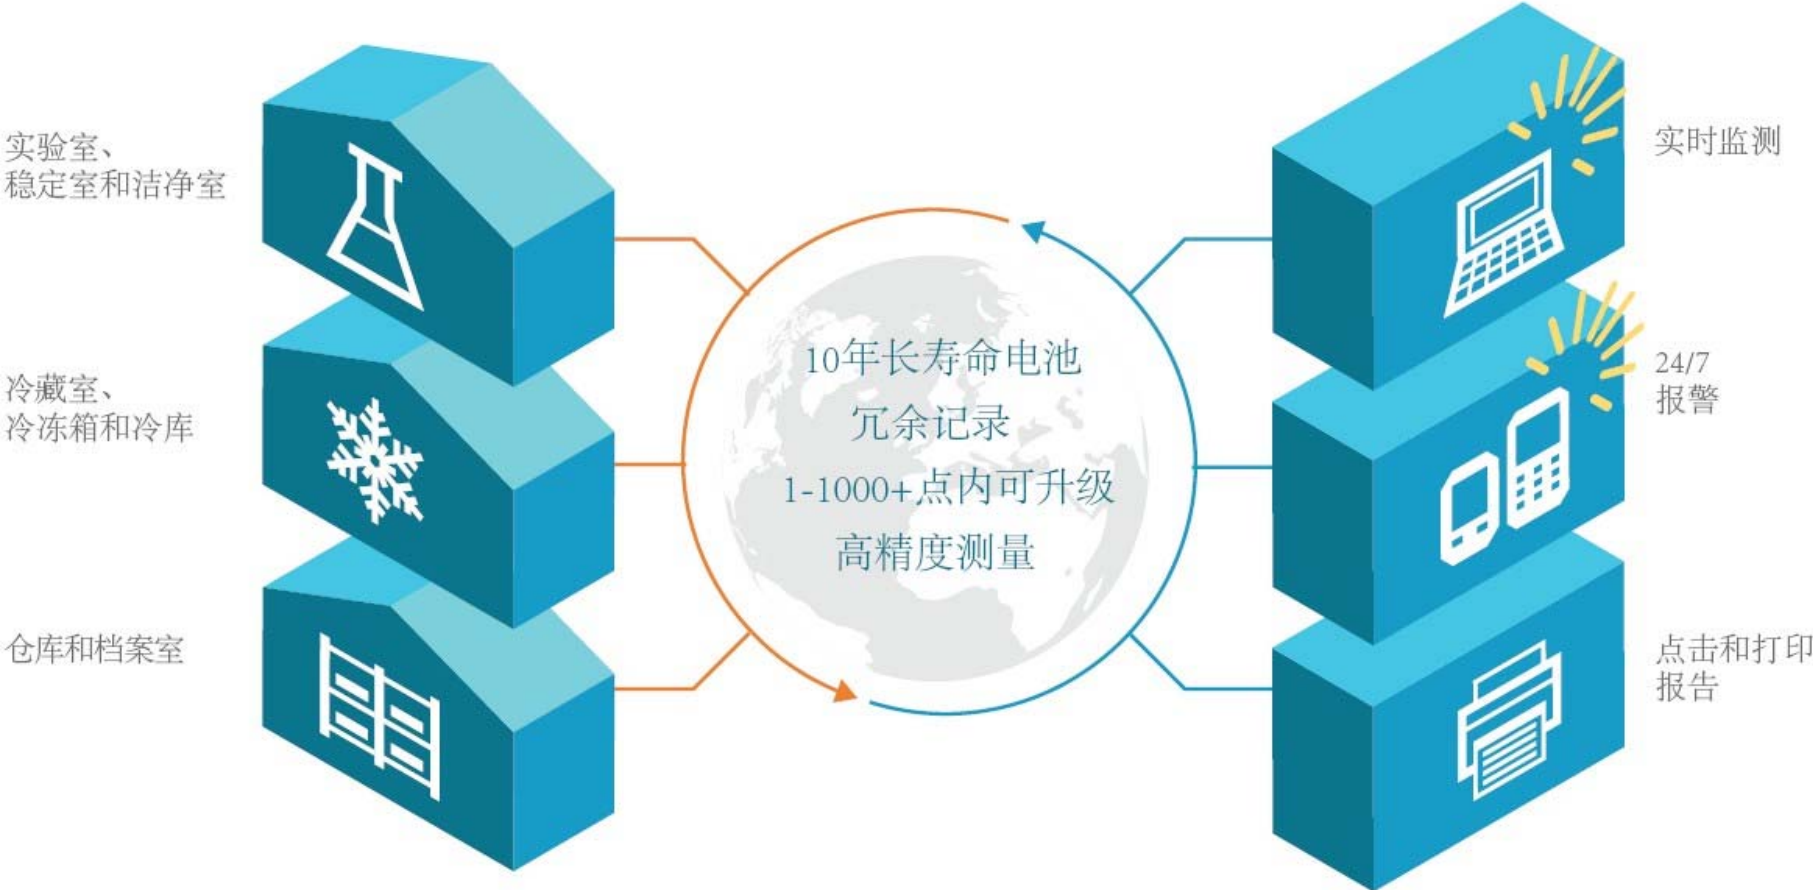 实验室、
稳定室和洁净室
冷藏室、
冷冻箱和冷库
仓库和档案室
10年长寿命电池
冗余记录
1-1000+点内可升级
高精度测量
实时监测
24/7
报警
点击和打印
报告